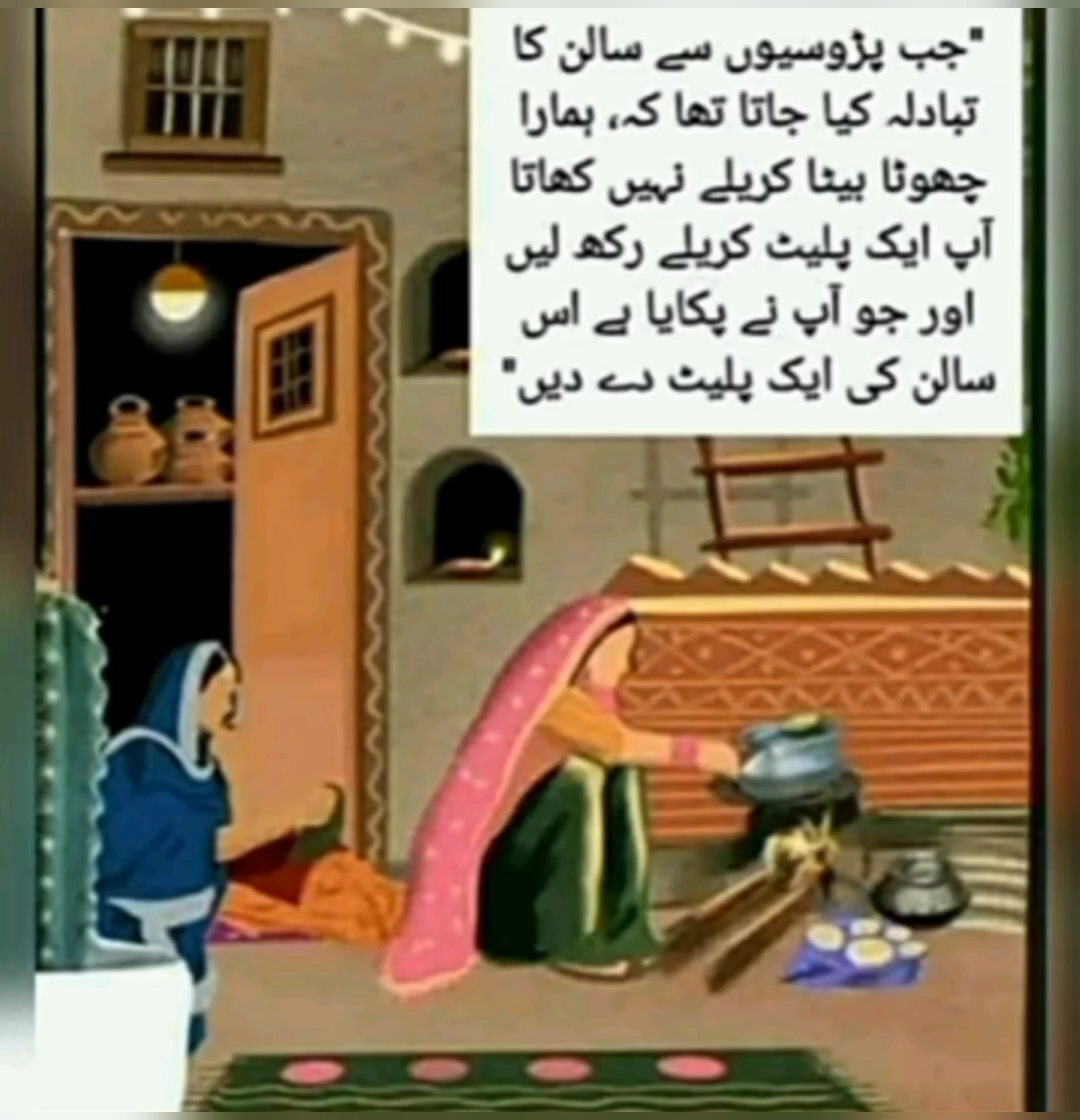 "جب پڑوسیوں سے سالن کا
تبادلہ کیا جاتا تھا کہ، ہمارا
چھوٹا بیٹا کریلے نہیں کھاتا
آپ ایک پلیٹ کریلے رکھ لیں
اور جو آپ نے پکایا ہے اس
سالن کی ایک پلیٹ دے دیں"